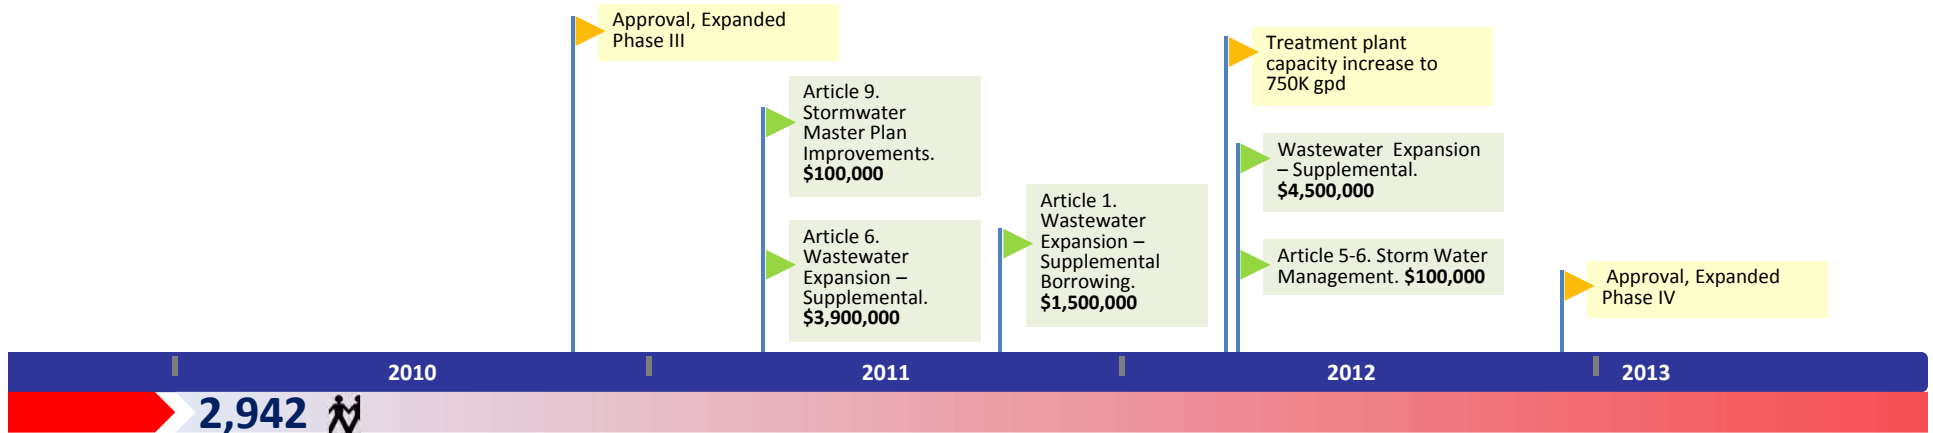 Approval, Expanded
Phase III
Article 9.
Stormwater
Master Plan
Improvements.
$100,000
Article 6.
Wastewater
Expansion –
Supplemental.
$3,900,000
Article 1.
Wastewater
Expansion –
Supplemental
Borrowing.
$1,500,000
Treatment plant
capacity increase to
750K gpd
Wastewater  Expansion
– Supplemental.
$4,500,000
Article 5-6. Storm Water
Management. $100,000
Approval, Expanded
Phase IV
2010
2011
2012
2013
2,942